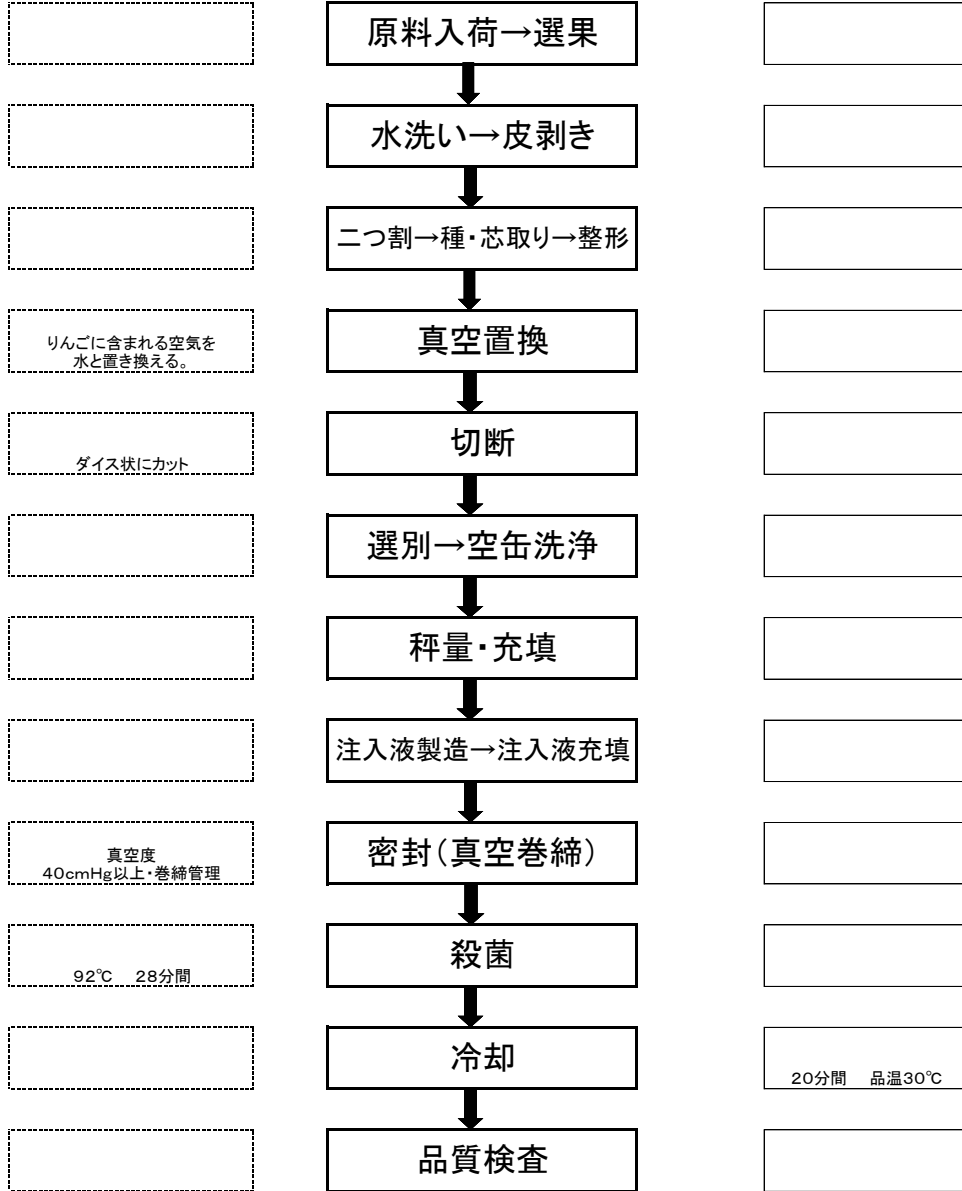 原料入荷→選果
水洗い→皮剥き
二つ割→種・芯取り→整形
りんごに含まれる空気を
水と置き換える。
真空置換
ダイス状にカット
切断
選別→空缶洗浄
秤量・充填
注入液製造→注入液充填
真空度
40cmHg以上・巻締管理
密封(真空巻締)
92℃　28分間
殺菌
冷却
20分間　品温30℃
品質検査